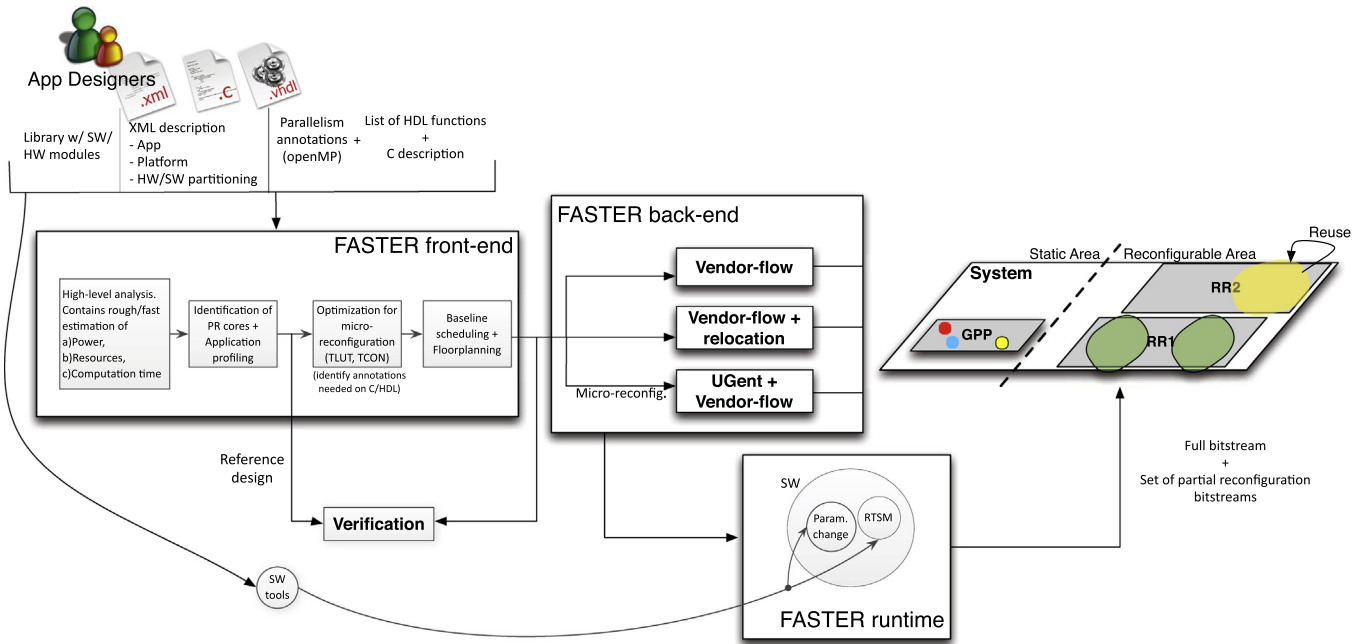 App Designers
.xml
.c
.vhdl
Library w/ SW/
HW modules
XML description
- App
- Platform
- HW/SW partitioning
Parallelism
annotations +
(openMP)
List of HDL functions
+
C description
FASTER front-end
High-level analysis.
Contains rough/fast
estimation of
a)Power,
b)Resources,
c)Computation time
Identification of
PR cores +
Application
profiling
Optimization for
micro-
reconfiguration
(TLUT, TCON)
(identify annotations
needed on C/HDL)
Baseline
scheduling +
Floorplanning
Reference
design
Verification
FASTER back-end
Vendor-flow
Vendor-flow +
relocation
Micro-reconfig.
UGent +
Vendor-flow
SW
tools
SW
Param.
change
RTSM
FASTER runtime
Reuse
Static Area
Reconfigurable Area
System
RR2
GPP
RR1
Full bitstream
+
Set of partial reconfiguration
bitstreams